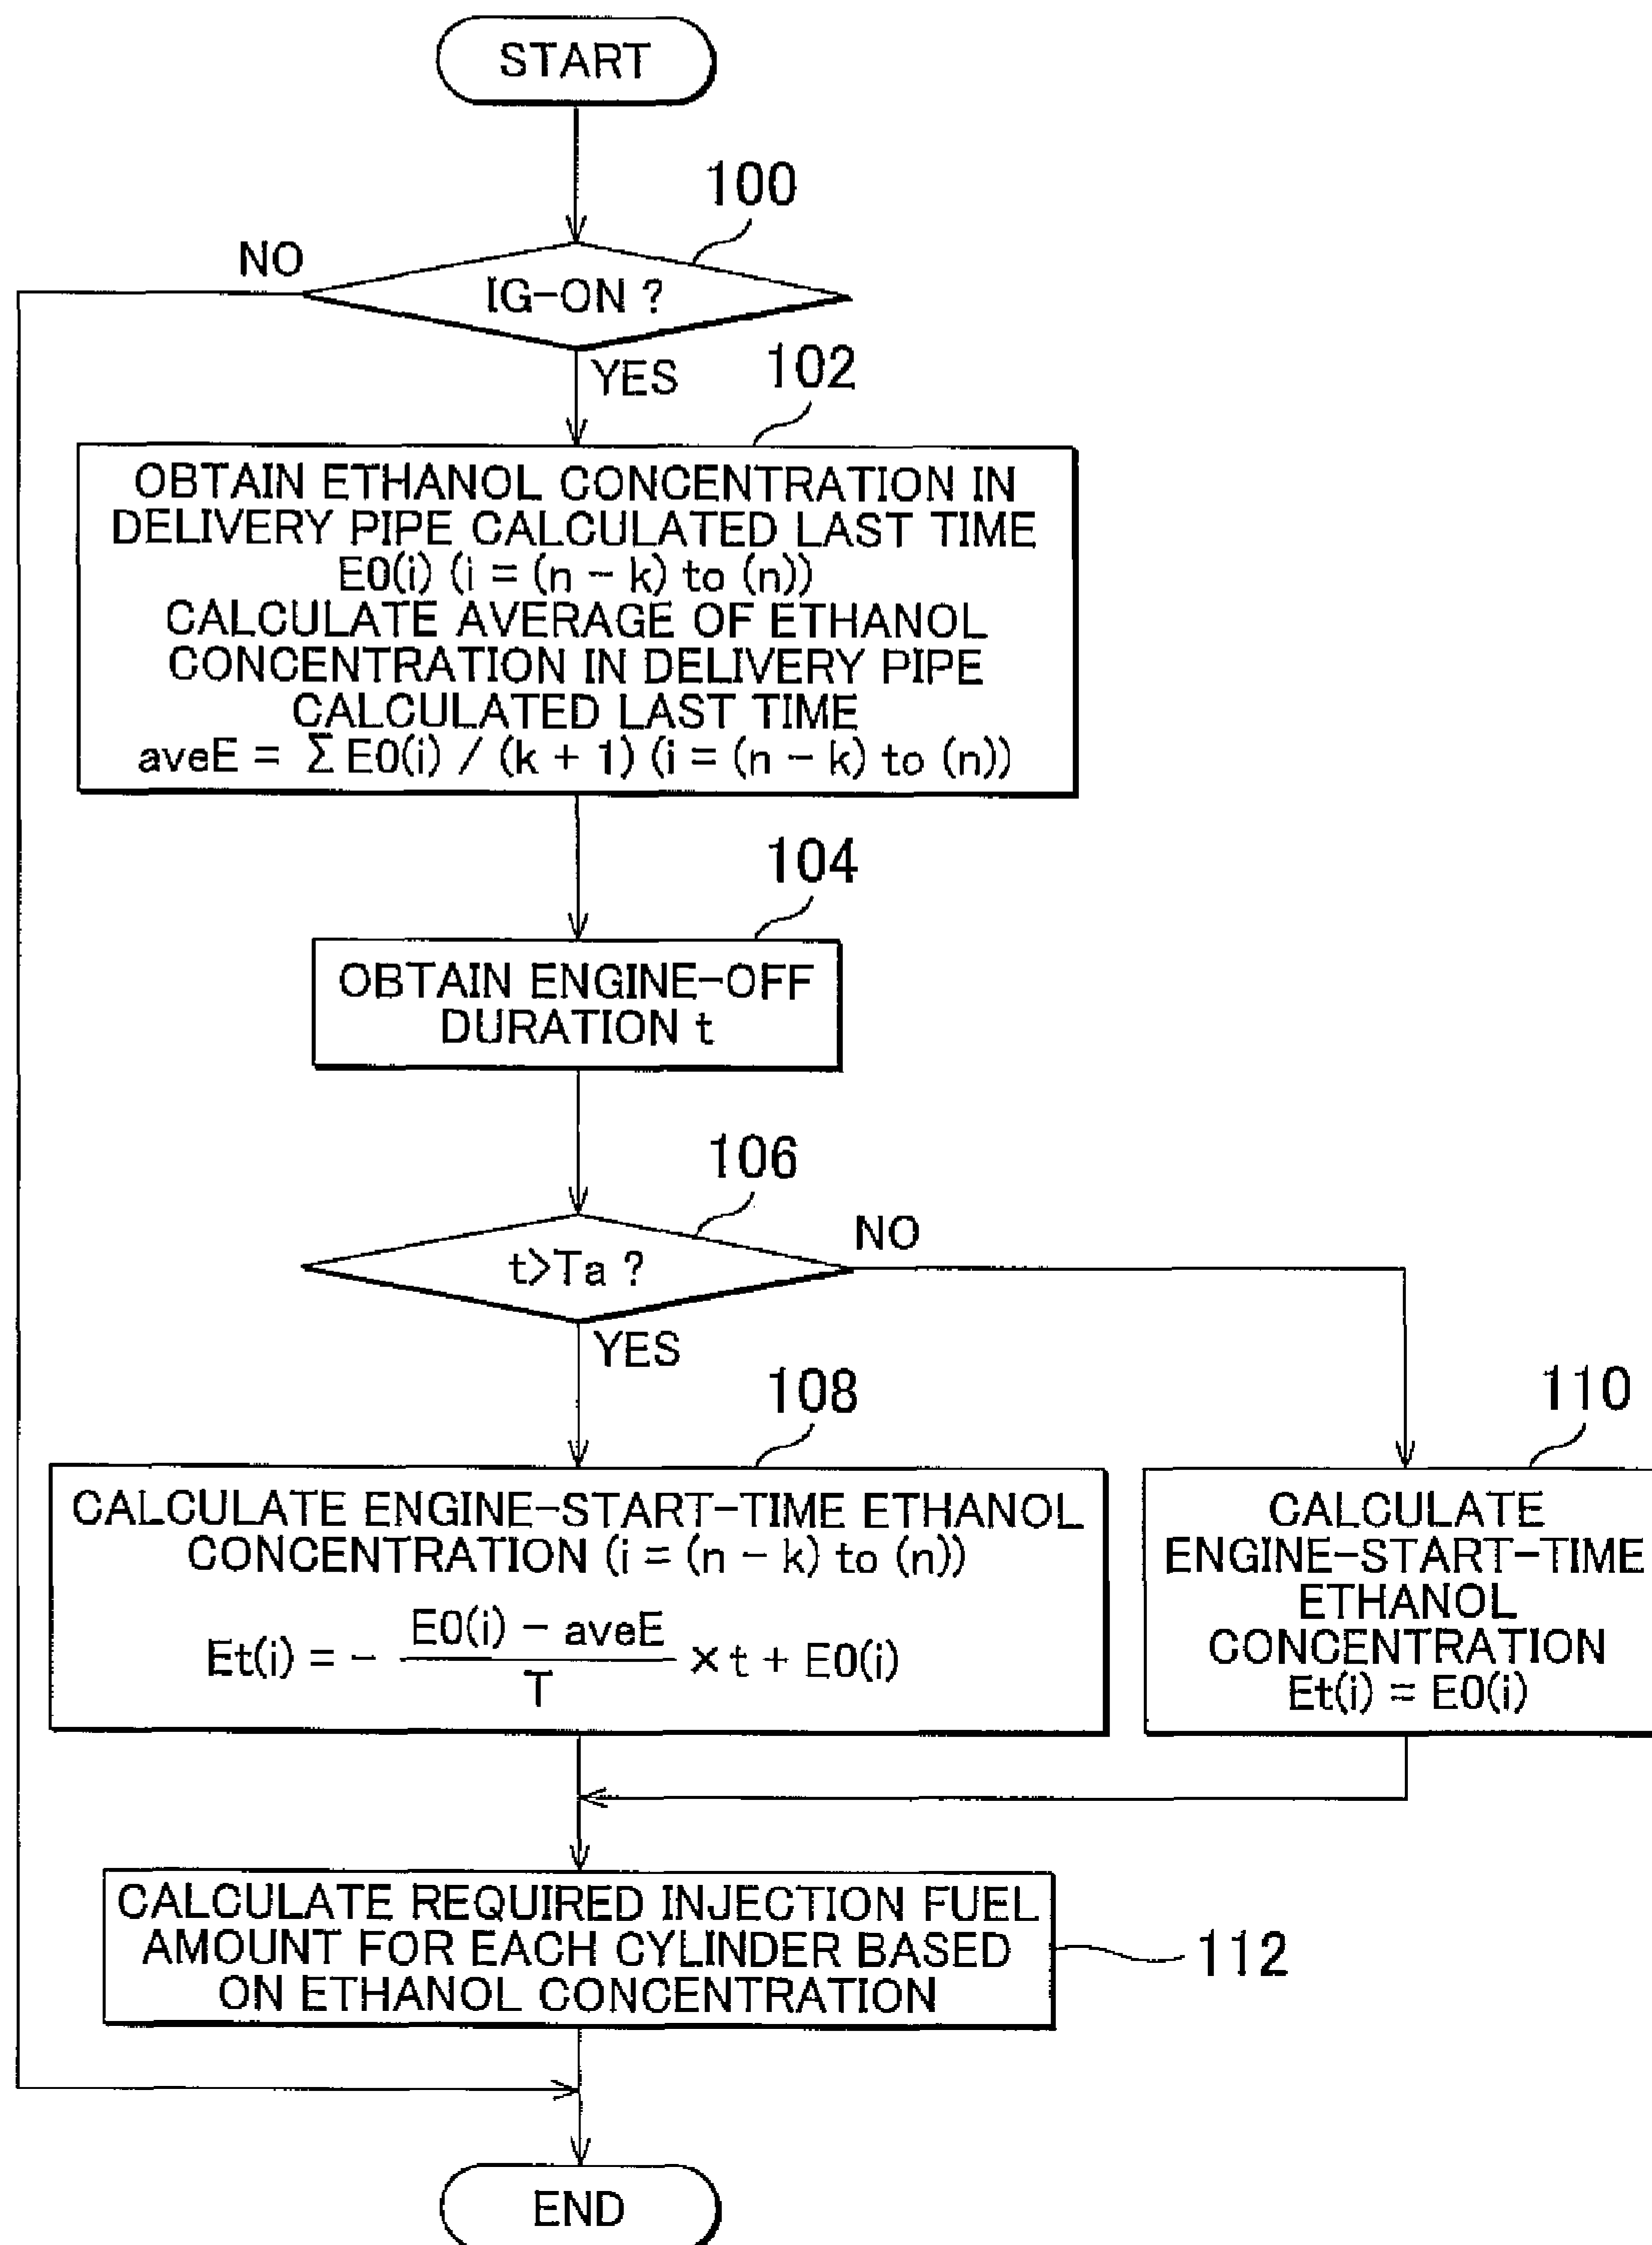 START
100
NO
IG-ON ?
YES
102
OBTAIN ETHANOL CONCENTRATION IN
DELIVERY PIPE CALCULATED LAST TIME
E0(i) (i = (n - k) to (n))
CALCULATE AVERAGE OF ETHANOL
CONCENTRATION IN DELIVERY PIPE
CALCULATED LAST TIME
aveE = Σ E0(i) / (k + 1) (i = (n - k) to (n))
104
OBTAIN ENGINE-OFF
DURATION t
106
NO
t>Ta ?
YES
108
CALCULATE ENGINE-START-TIME ETHANOL
CONCENTRATION (i = (n - k) to (n))
E0(i) - aveE
Et(i) = - × t + E0(i)
T
110
CALCULATE
ENGINE-START-TIME
ETHANOL
CONCENTRATION
Et(i) = E0(i)
CALCULATE REQUIRED INJECTION FUEL
AMOUNT FOR EACH CYLINDER BASED
ON ETHANOL CONCENTRATION
112
END